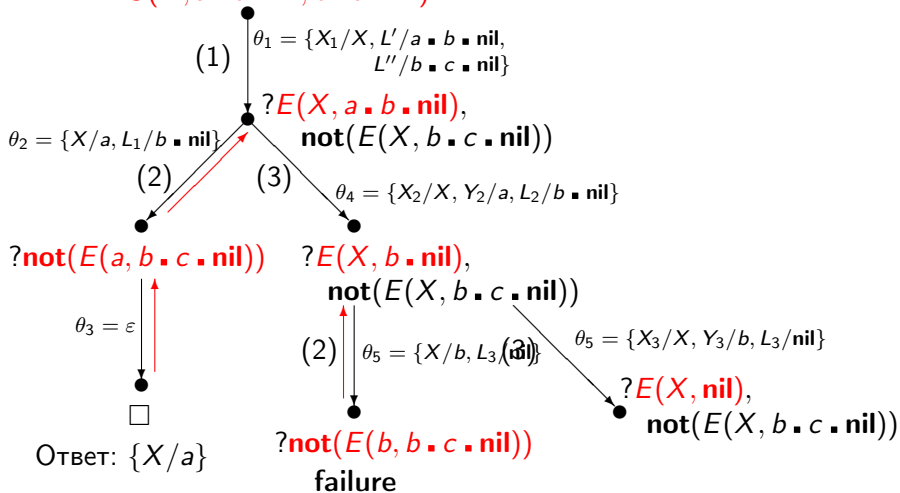 θ₁ = {X₁/X, L′/a ▪ b ▪ nil,
(1)
L″/b ▪ c ▪ nil}
?E(X, a ▪ b ▪ nil),
not(E(X, b ▪ c ▪ nil))
θ₂ = {X/a, L₁/b ▪ nil}
(2)
(3)
θ₄ = {X₂/X, Y₂/a, L₂/b ▪ nil}
?not(E(a, b ▪ c ▪ nil))
?E(X, b ▪ nil),
not(E(X, b ▪ c ▪ nil))
θ₃ = ε
(2)
θ₅ = {X/b, L₃/nil}
(3)
θ₅ = {X₃/X, Y₃/b, L₃/nil}
?E(X, nil),
not(E(X, b ▪ c ▪ nil))
□
Ответ: {X/a}
?not(E(b, b ▪ c ▪ nil))
failure